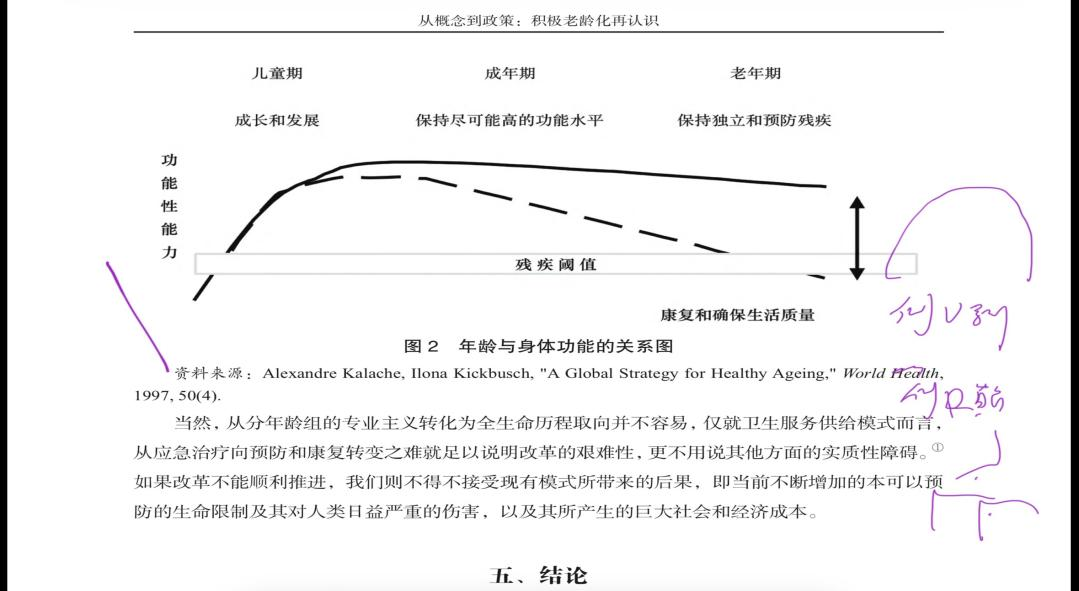 从概念到政策：积极老龄化再认识
儿童期 成年期 老年期
成长和发展 保持尽可能高的功能水平 保持独立和预防残疾
功能性能力
残疾阈值
康复和确保生活质量
图 2 年龄与身体功能的关系图
资料来源：Alexandre Kalache, Ilona Kickbusch, "A Global Strategy for Healthy Ageing," World Health,
1997, 50(4).
当然，从分年龄组的专业主义转化为全生命历程取向并不容易，仅就卫生服务供给模式而言，
从应急治疗向预防和康复转变之难就足以说明改革的艰难性，更不用说其他方面的实质性障碍。①
如果改革不能顺利推进，我们则不得不接受现有模式所带来的后果，即当前不断增加的本可以预
防的生命限制及其对人类日益严重的伤害，以及其所产生的巨大社会和经济成本。
五、结论